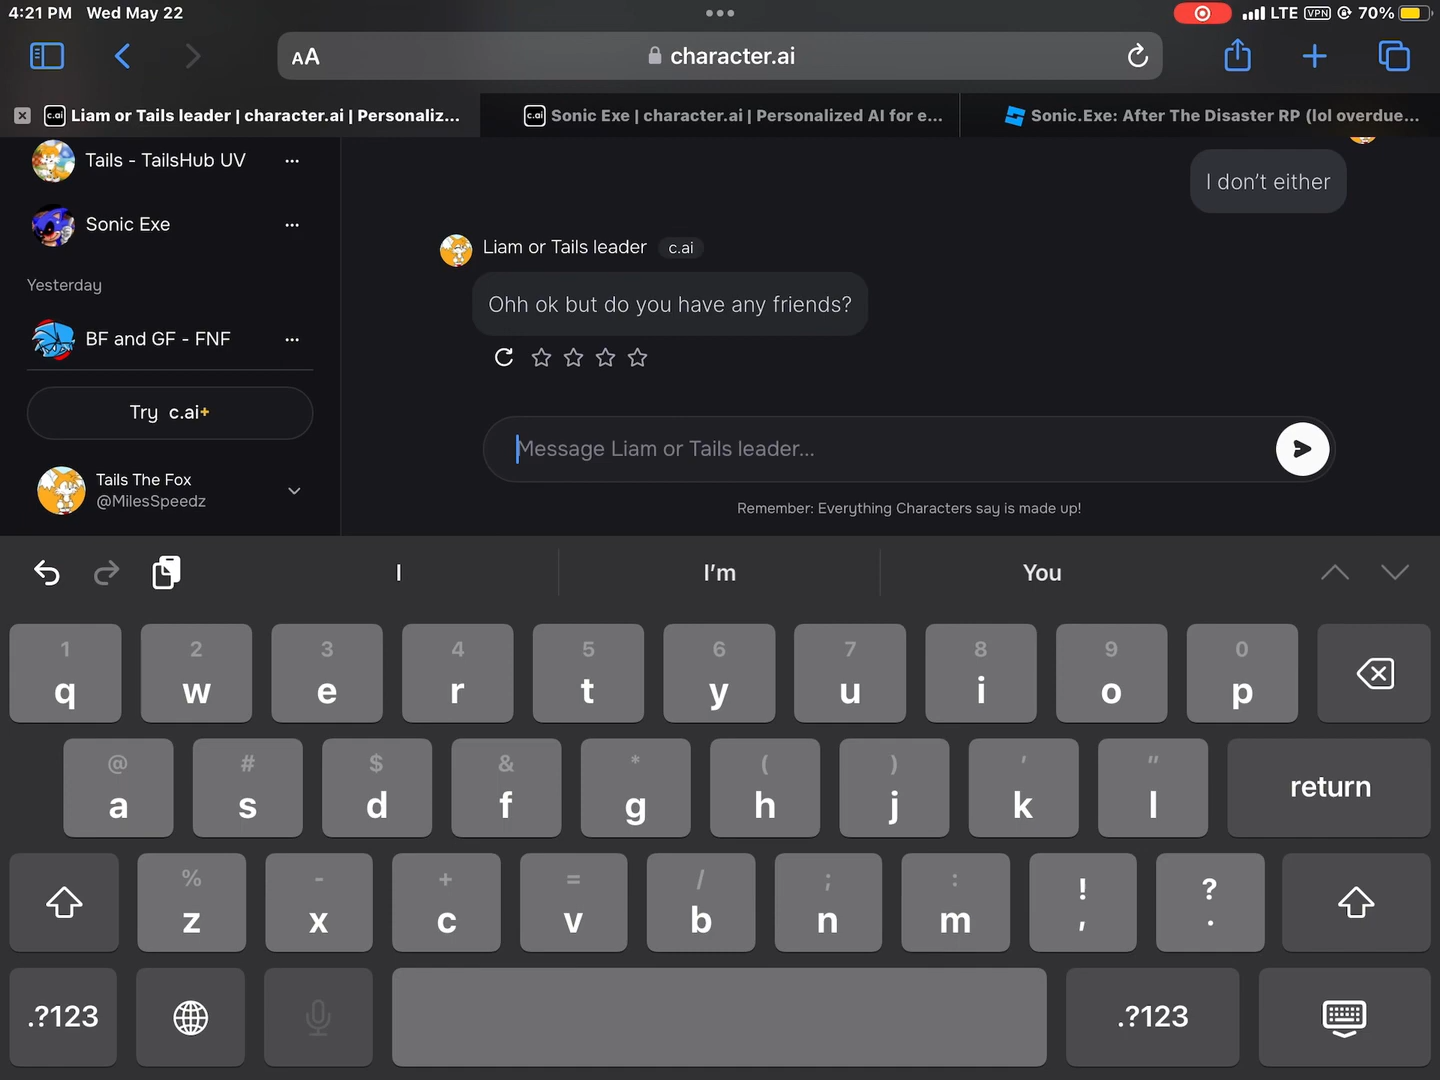 4:21 PM Wed May 22
LTE VPN 70%
AA character.ai
c.ai Liam or Tails leader | character.ai | Personaliz...
c.ai Sonic Exe | character.ai | Personalized AI for e...
Sonic.Exe: After The Disaster RP (lol overdue...
Tails - TailsHub UV
Sonic Exe
Yesterday
BF and GF - FNF
Try c.ai+
Tails The Fox
@MilesSpeedz
I don’t either
Liam or Tails leader c.ai
Ohh ok but do you have any friends?
Message Liam or Tails leader...
Remember: Everything Characters say is made up!
I I’m You
1 2 3 4 5 6 7 8 9 0
q w e r t y u i o p
@ # $ & * ( ) ' "
a s d f g h j k l return
% - + = / ; : ! ?
z x c v b n m , .
.?123 .?123